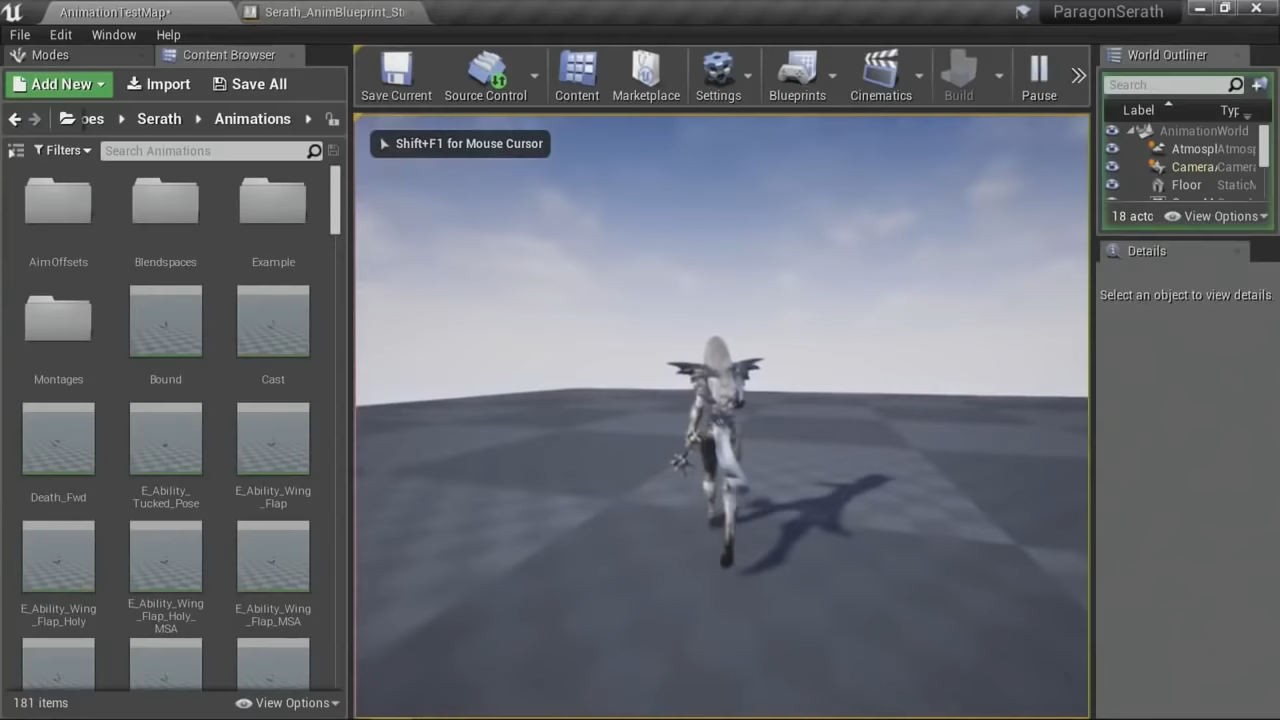 AnimationTestMap*
Serath_AnimBlueprint_St
ParagonSerath
File
Edit
Window
Help
Modes
Content Browser
World Outliner
Add New
Import
Save All
Save Current
Source Control
Content
Marketplace
Settings
Blueprints
Cinematics
Build
Pause
Search...
Label
Typ
pes
Serath
Animations
Filters
Search Animations
Shift+F1 for Mouse Cursor
AnimationWorld
Atmosp Atmosp
CameraA Camera
Floor StaticM
18 acto
View Options
Details
Select an object to view details.
AimOffsets
Blendspaces
Example
Montages
Bound
Cast
Death_Fwd
E_Ability_
Tucked_Pose
E_Ability_Wing
_Flap
E_Ability_Wing
_Flap_Holy
E_Ability_Wing
_Flap_Holy_
MSA
E_Ability_Wing
_Flap_MSA
181 items
View Options